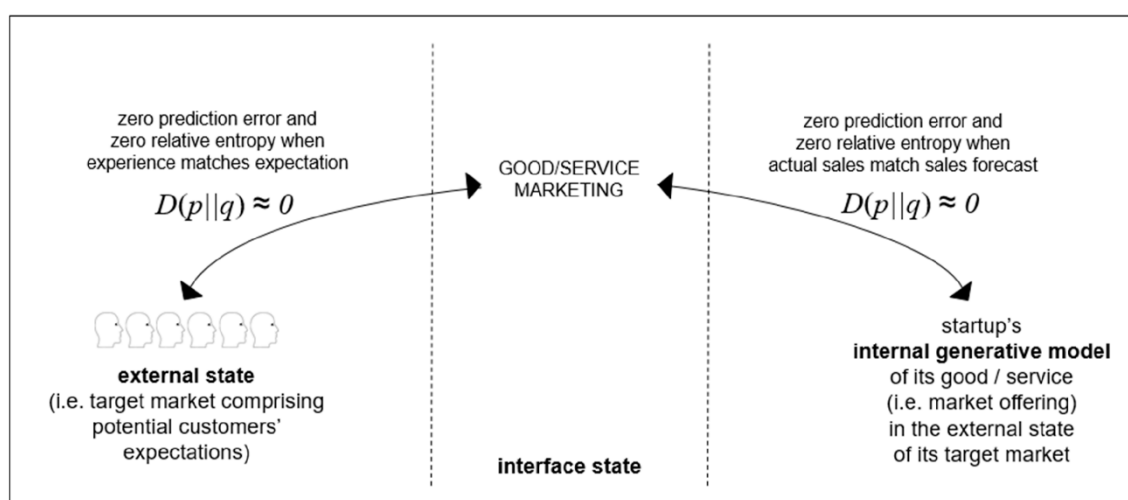 zero prediction error and
zero relative entropy when
experience matches expectation
D(p||q) ≈ 0
GOOD/SERVICE
MARKETING
zero prediction error and
zero relative entropy when
actual sales match sales forecast
D(p||q) ≈ 0
external state
(i.e. target market comprising
potential customers'
expectations)
interface state
startup's
internal generative model
of its good / service
(i.e. market offering)
in the external state
of its target market